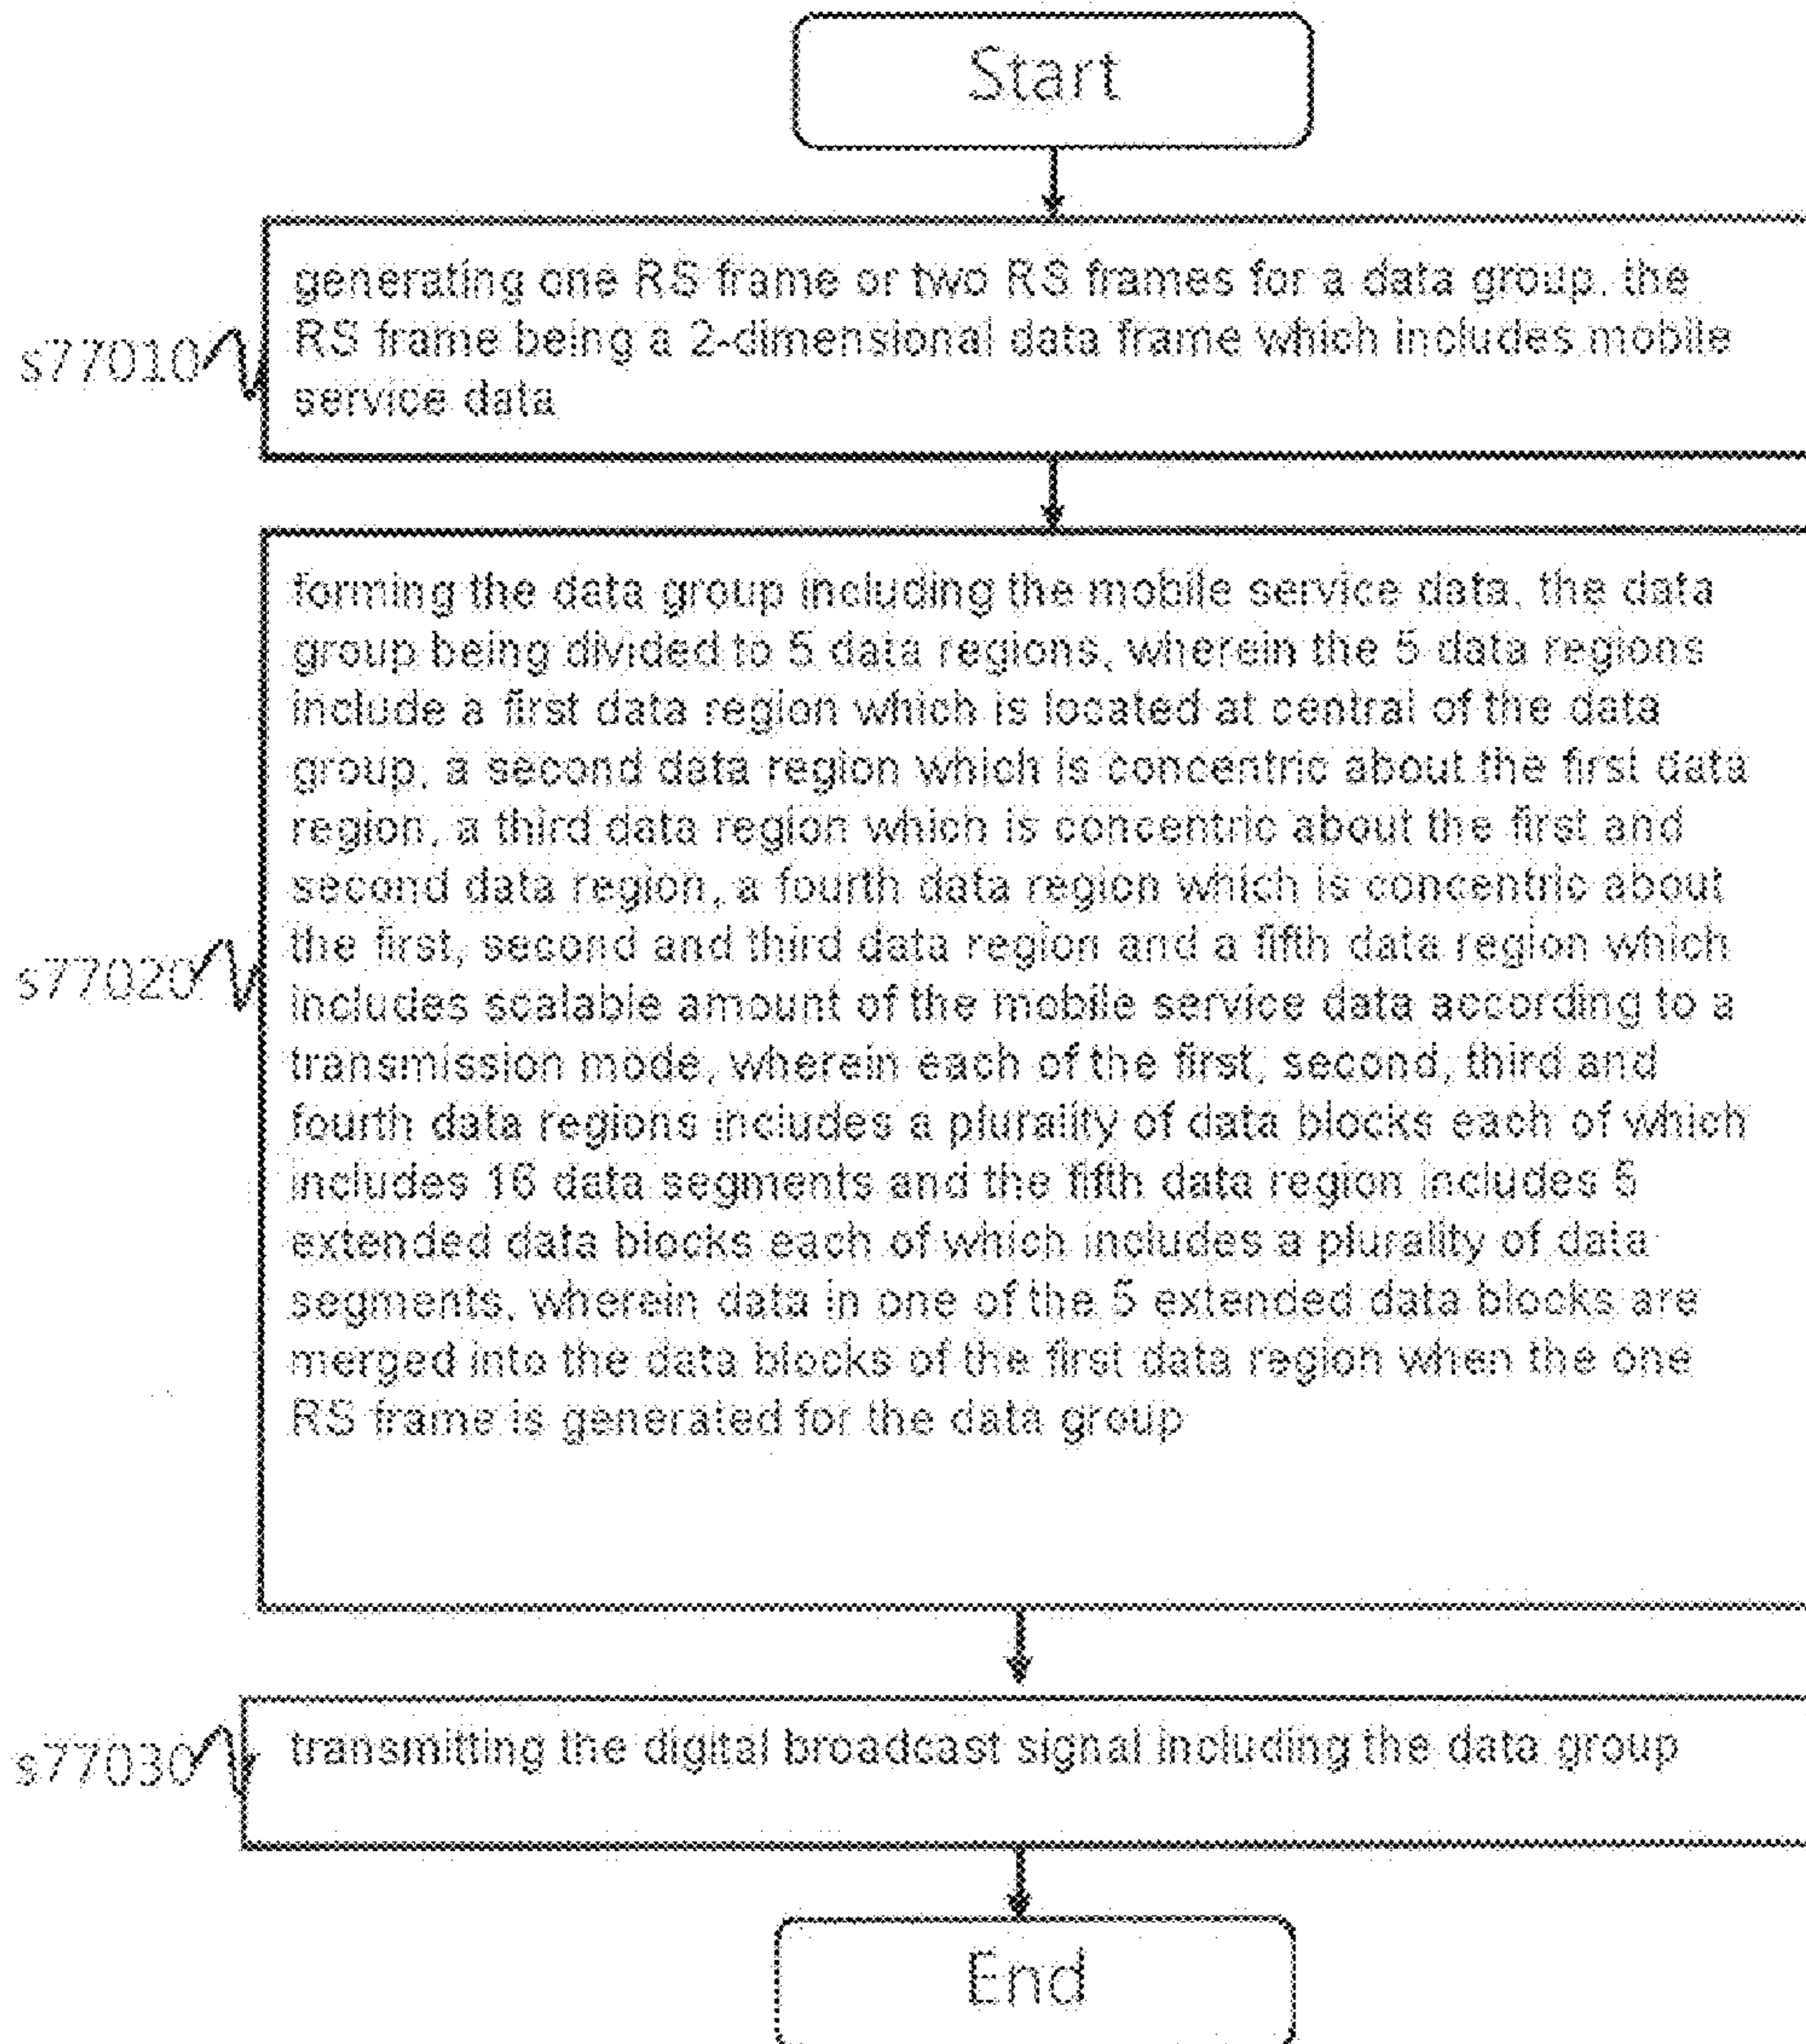 Start
generating one RS frame or two RS frames for a data group, the
RS frame being a 2-dimensional data frame which includes mobile
service data
s77010
forming the data group including the mobile service data, the data
group being divided to 5 data regions, wherein the 5 data regions
include a first data region which is located at central of the data
group, a second data region which is concentric about the first data
region, a third data region which is concentric about the first and
second data region, a fourth data region which is concentric about
the first, second and third data region and a fifth data region which
includes scalable amount of the mobile service data according to a
transmission mode, wherein each of the first, second, third and
fourth data regions includes a plurality of data blocks each of which
includes 16 data segments and the fifth data region includes 5
extended data blocks each of which includes a plurality of data
segments, wherein data in one of the 5 extended data blocks are
merged into the data blocks of the first data region when the one
RS frame is generated for the data group
s77020
transmitting the digital broadcast signal including the data group
s77030
End